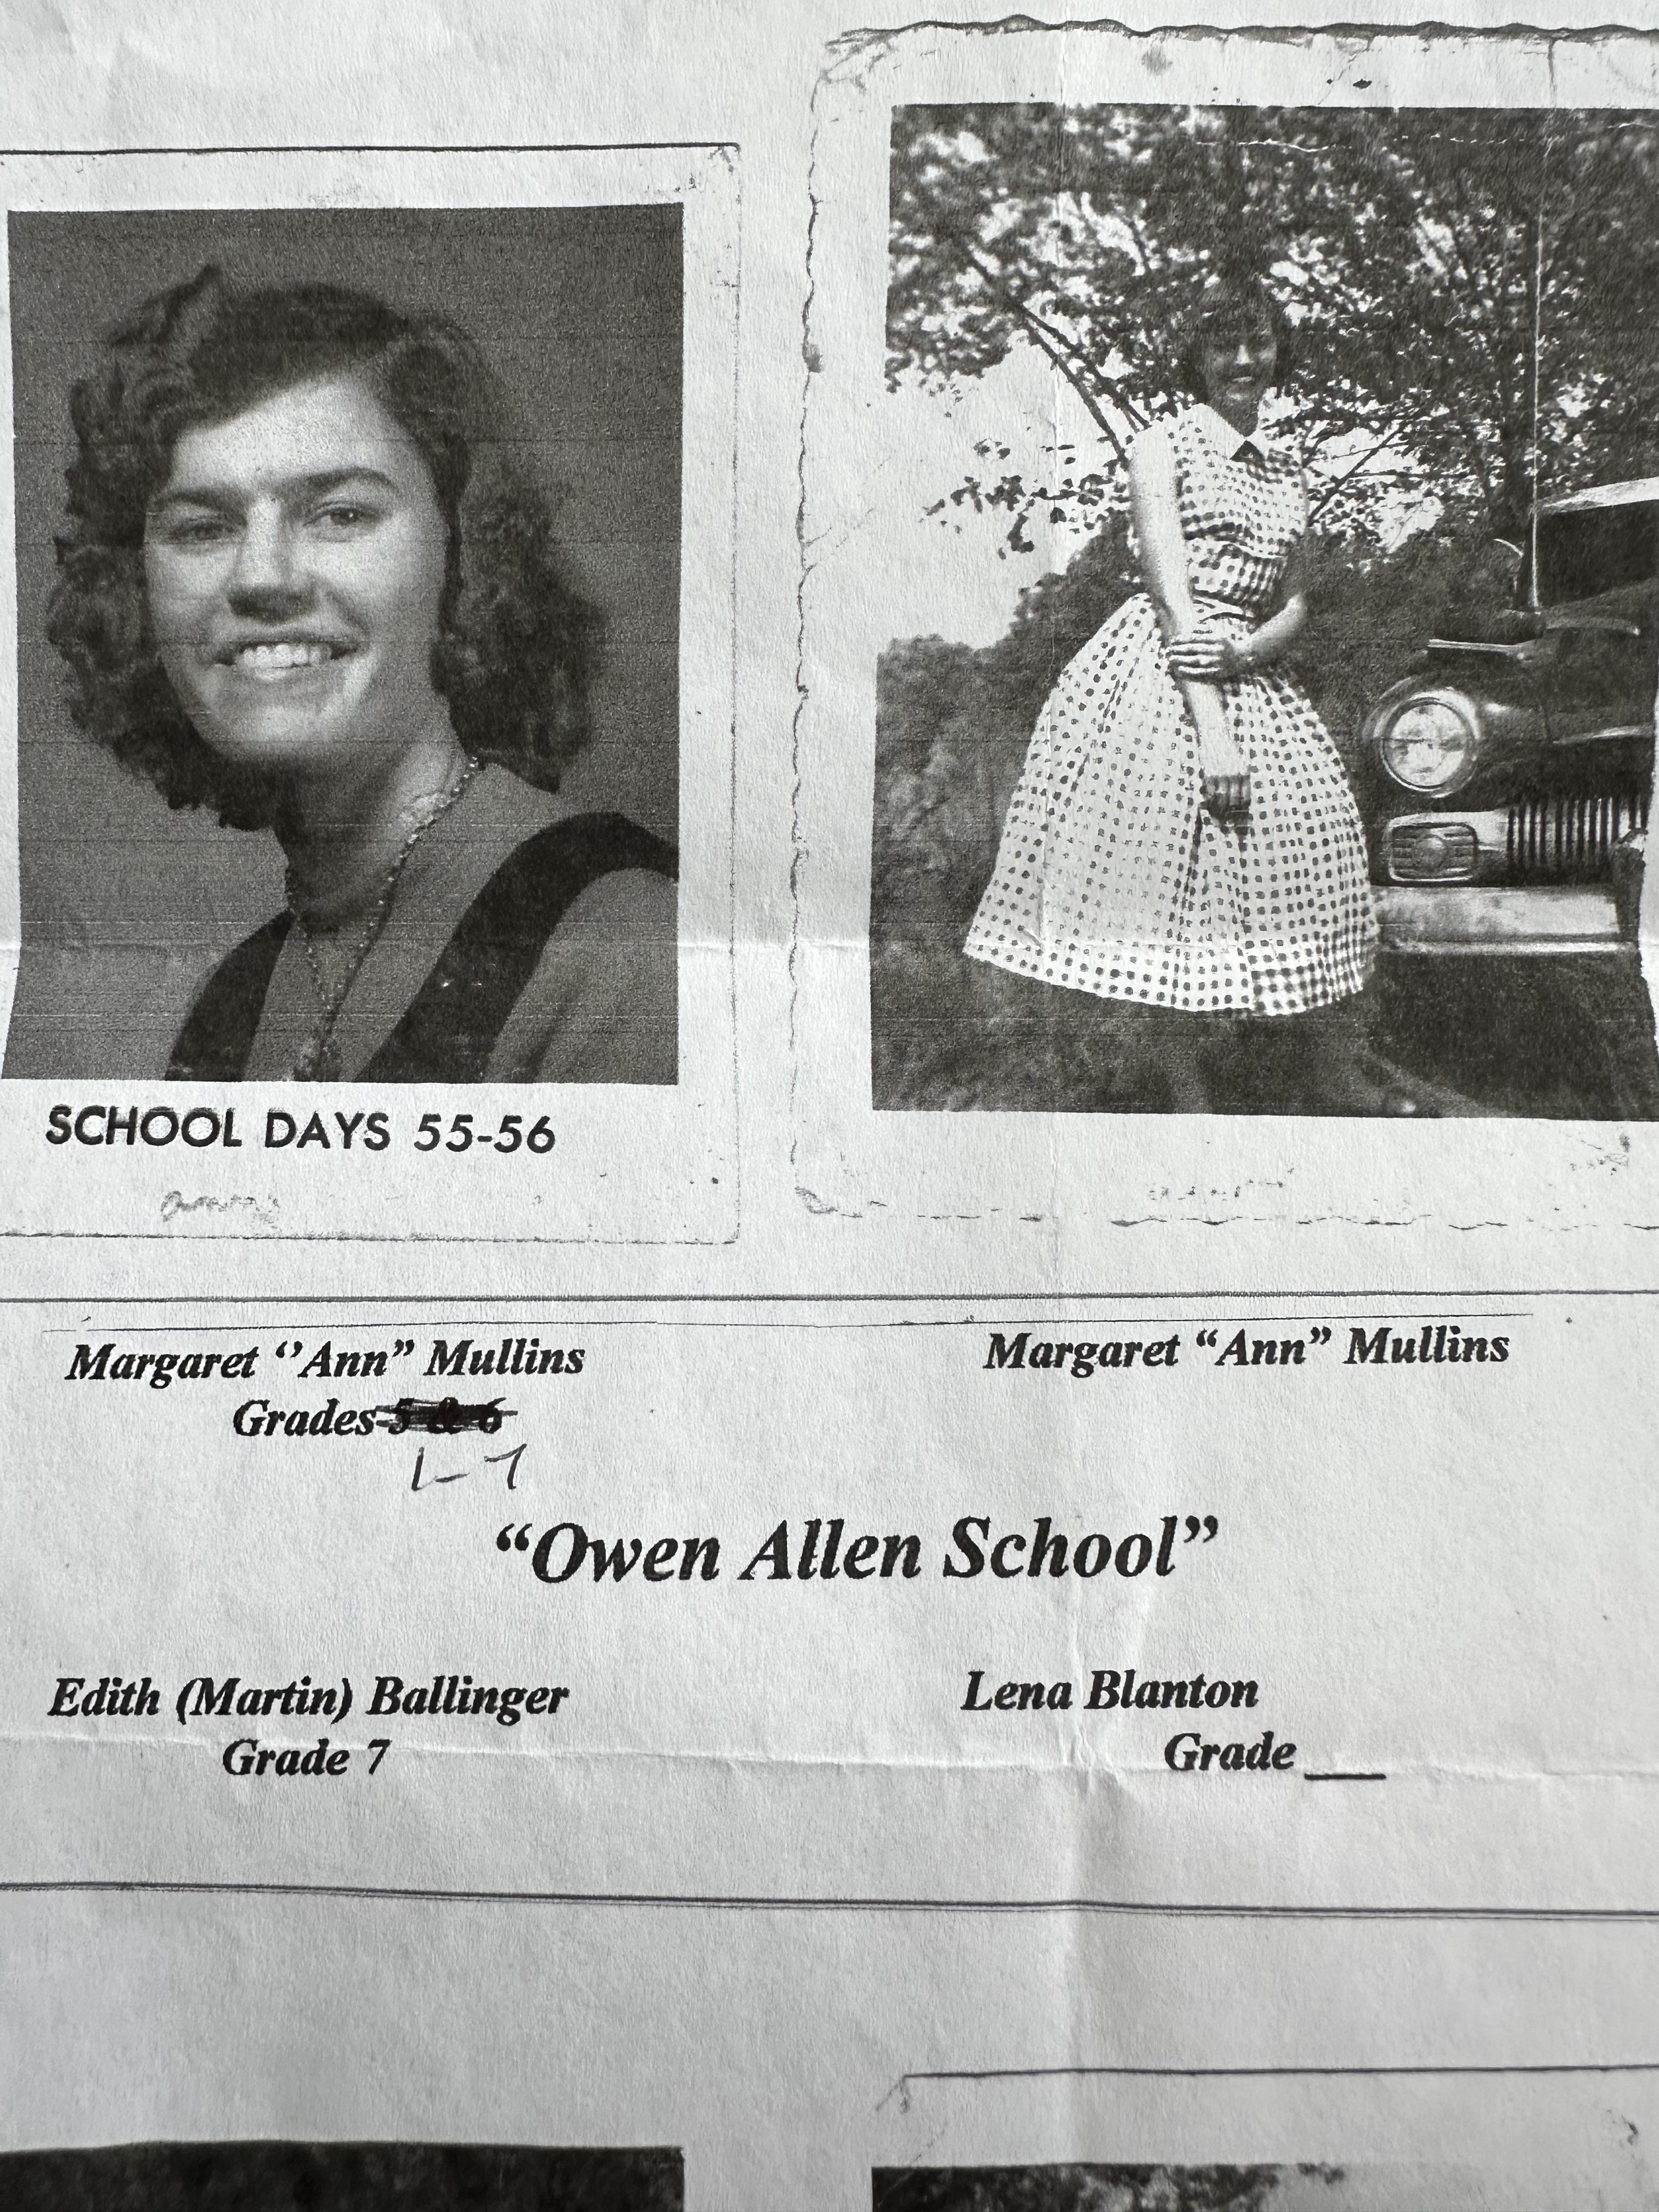 SCHOOL DAYS 55-56
Margaret ‘’Ann” Mullins
Margaret “Ann” Mullins
Grades 5 & 6
1-7
“Owen Allen School”
Edith (Martin) Ballinger
Lena Blanton
Grade 7
Grade ___